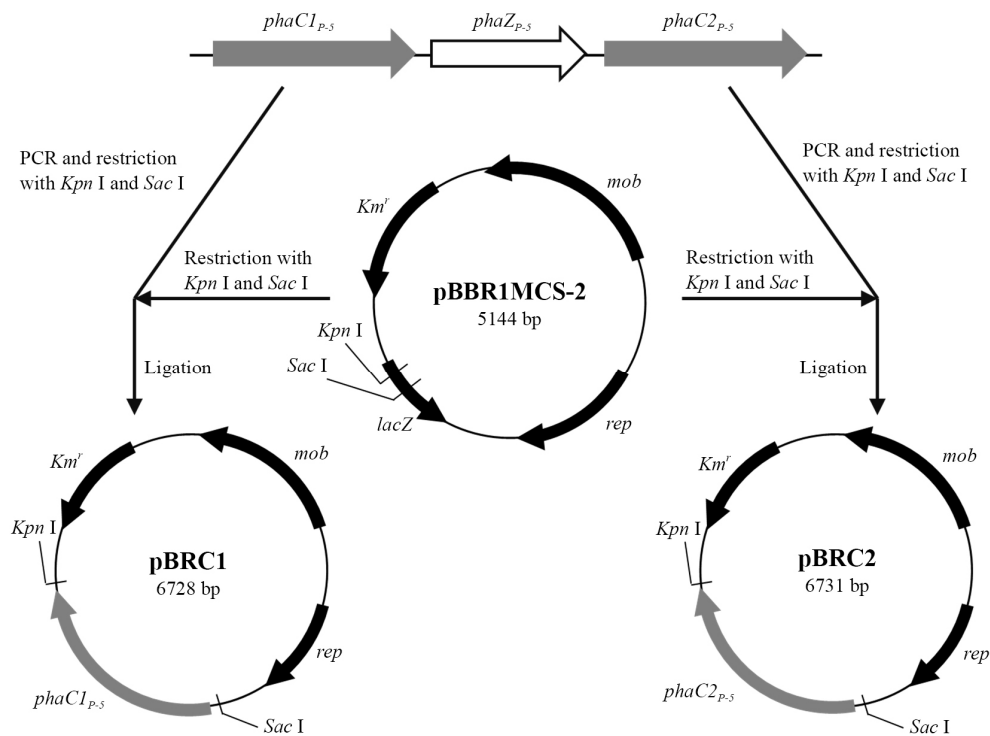 phaC1P-5
phaZP-5
phaC2P-5
PCR and restriction
with Kpn I and Sac I
PCR and restriction
with Kpn I and Sac I
mob
Kmr
Restriction with
Kpn I and Sac I
Restriction with
Kpn I and Sac I
pBBR1MCS-2
5144 bp
Kpn I
Sac I
Ligation
Ligation
lacZ
rep
mob
Kmr
Kpn I
pBRC1
6728 bp
rep
phaC1P-5
Sac I
mob
Kmr
Kpn I
pBRC2
6731 bp
rep
phaC2P-5
Sac I